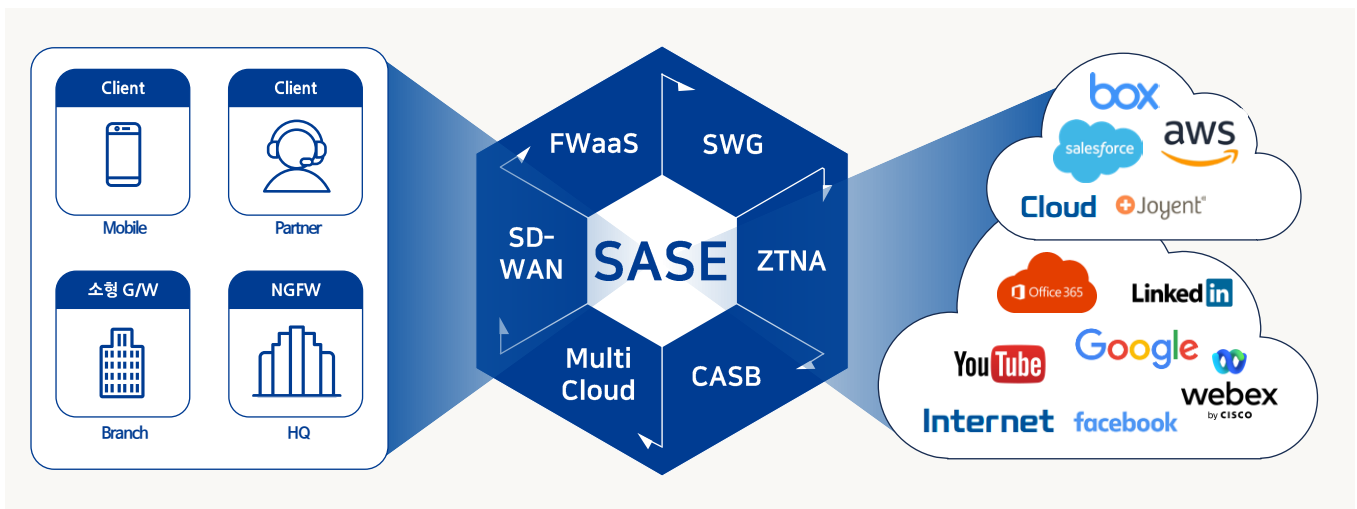 Client
Client
Mobile
Partner
소형 G/W
NGFW
Branch
HQ
FWaaS
SWG
SD-
WAN
SASE
ZTNA
Multi
Cloud
CASB
box
salesforce
aws
Cloud
Joyent
Office 365
Linked in
YouTube
Google
webex
by CISCO
Internet
facebook